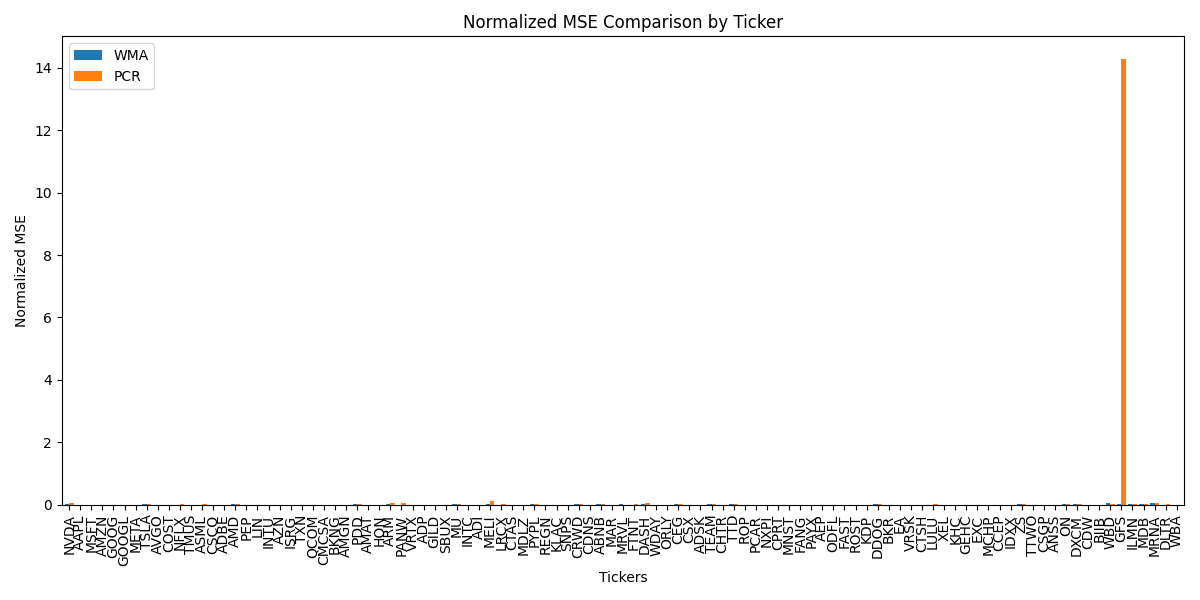 Normalized MSE Comparison by Ticker
WMA
PCR
Normalized MSE
14
12
10
8
6
4
2
0
NVDA
AAPL
MSFT
AMZN
GOOG
GOOGL
META
TSLA
AVGO
COST
NFLX
TMUS
ASML
CSCO
ADBE
AMD
PEP
LIN
INTU
AZN
ISRG
TXN
QCOM
CMCSA
BKNG
AMGN
PDD
AMAT
HON
ARM
PANW
VRTX
ADP
GILD
SBUX
MU
INTC
ADI
MELI
LRCX
CTAS
MDLZ
PYPL
REGN
KLAC
SNPS
CRWD
CDNS
ABNB
MAR
MRVL
FTNT
DASH
WDAY
ORLY
CEG
CSX
ADSK
TEAM
CHTR
TTD
ROP
PCAR
NXPI
CPRT
MNST
FANG
PAYX
AEP
ODFL
FAST
ROST
KDP
DDOG
BKR
EA
VRSK
CTSH
LULU
XEL
KHC
GEHC
EXC
MCHP
CCEP
IDXX
ZS
TTWO
CSGP
ANSS
ON
DXCM
CDW
BIIB
WBD
GFS
ILMN
MDB
MRNA
DLTR
WBA
Tickers